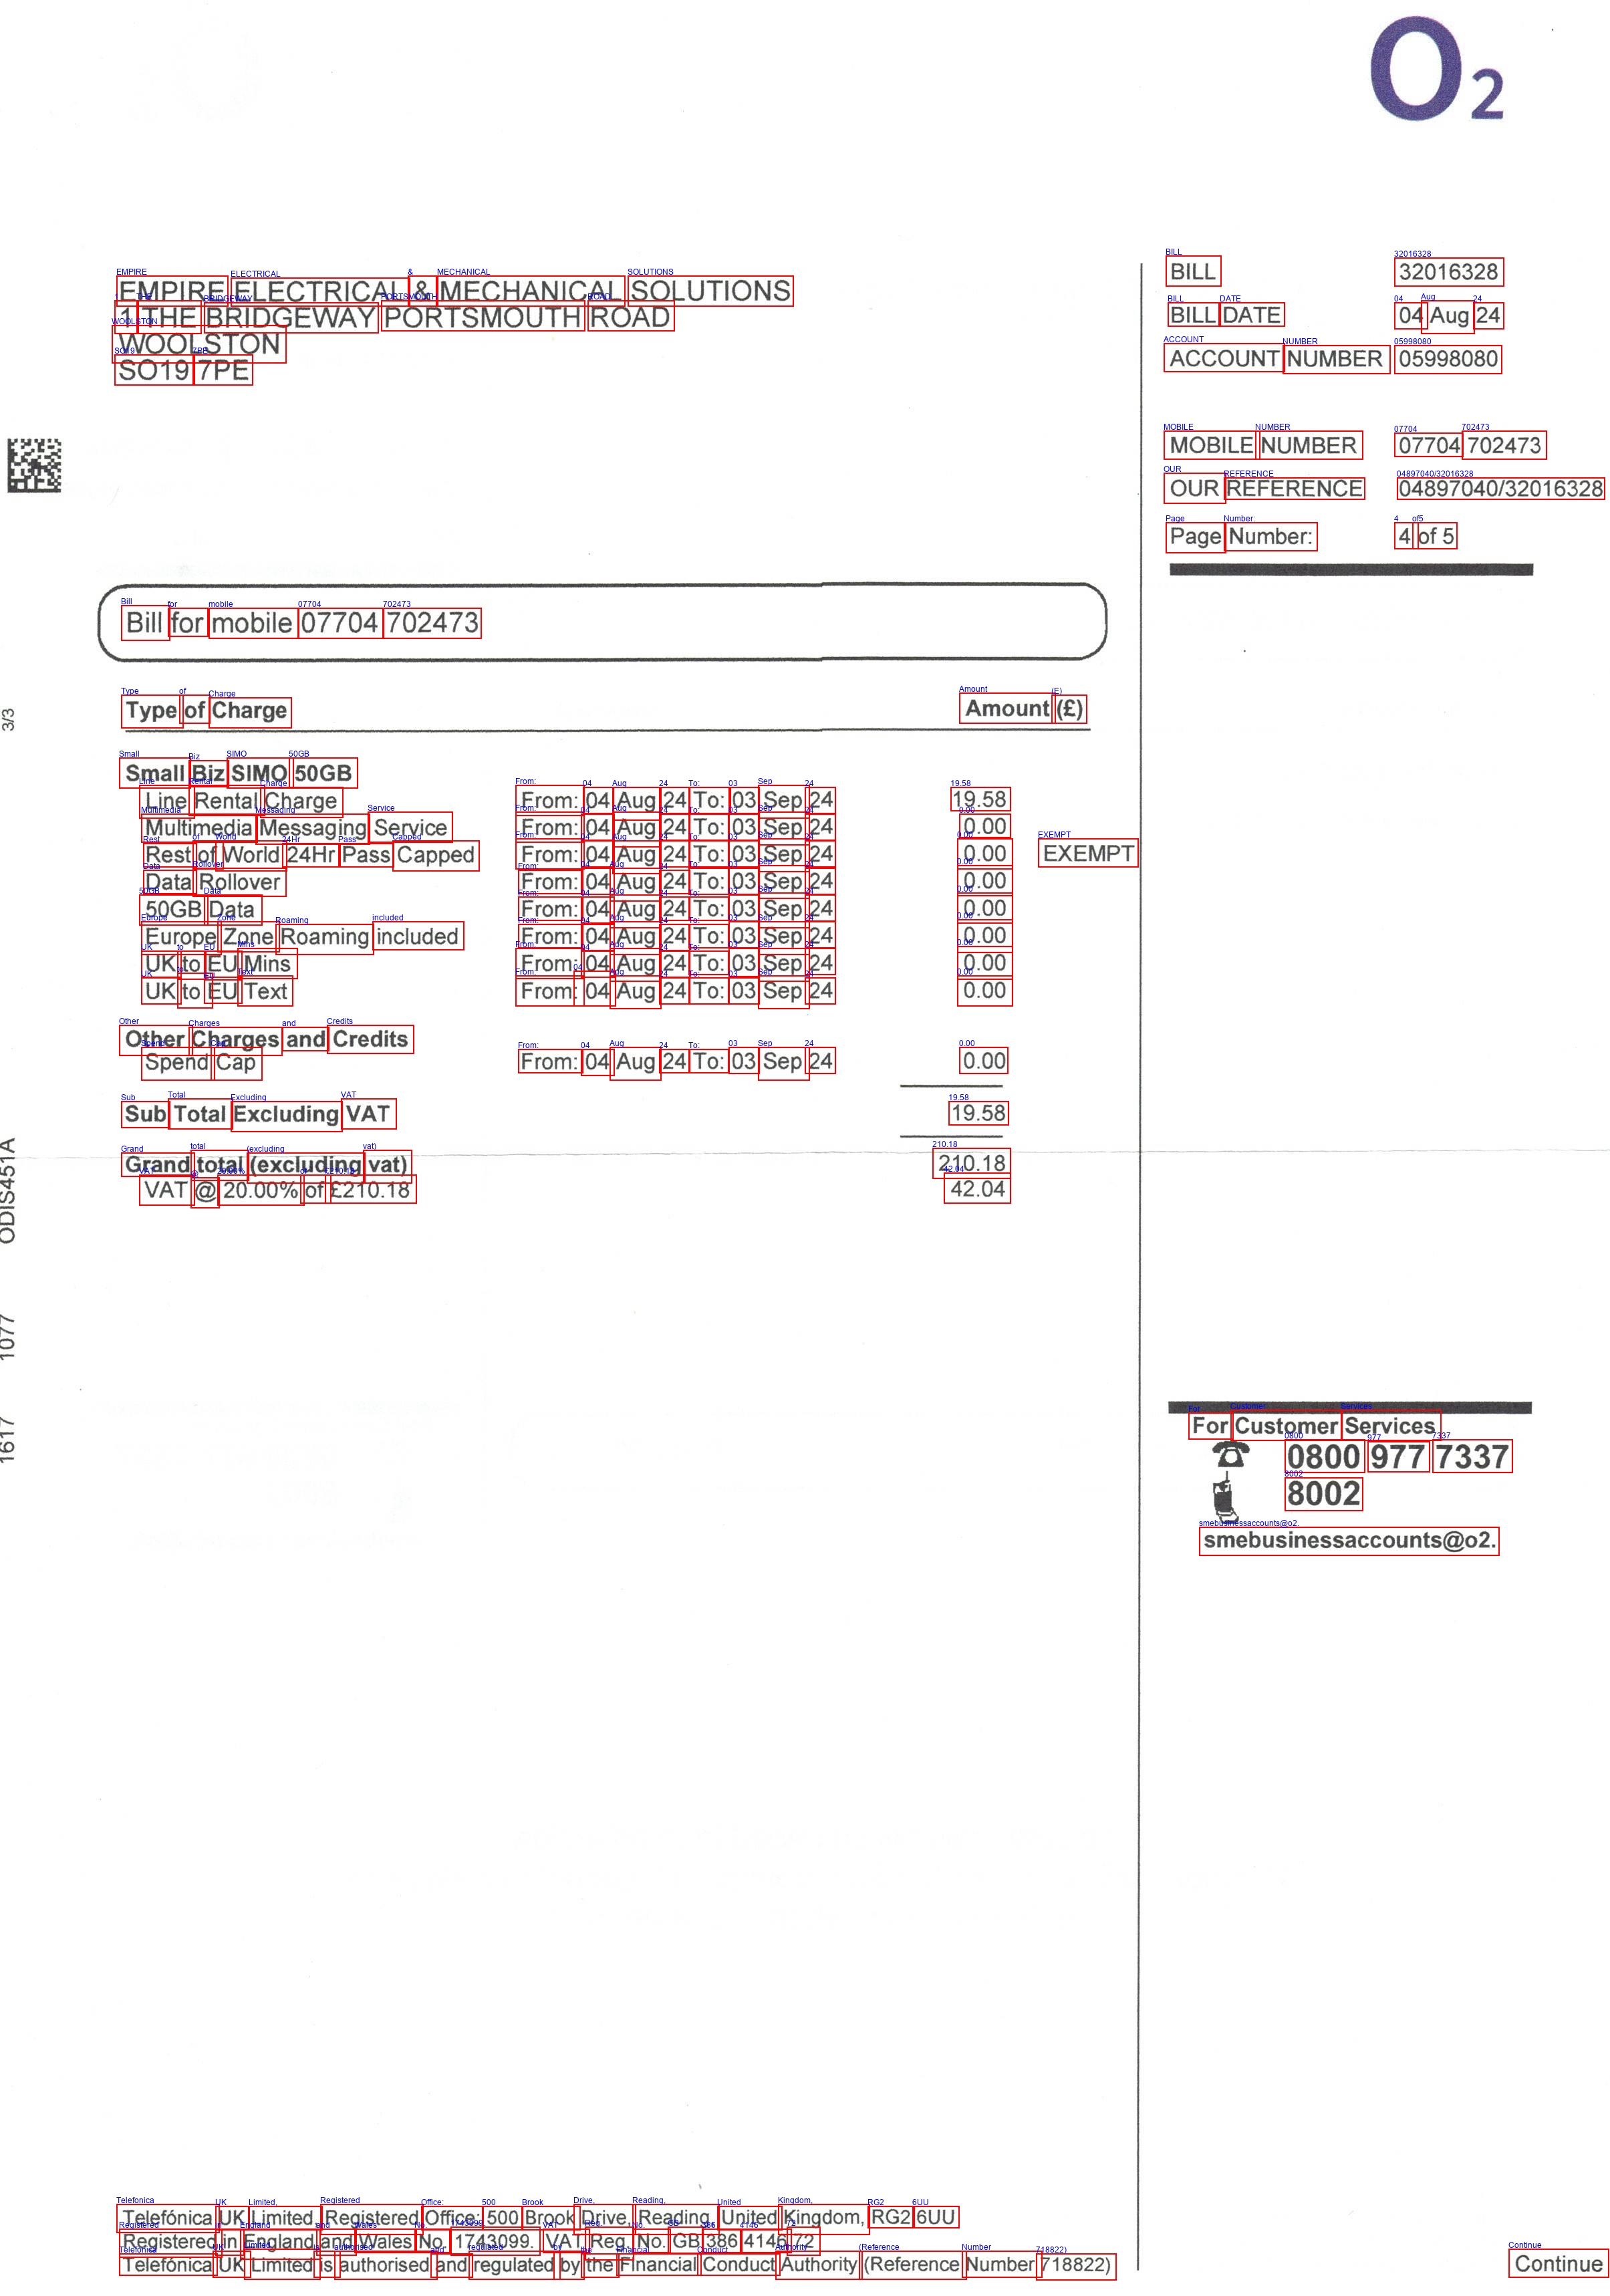 O2
EMPIRE ELECTRICAL & MECHANICAL SOLUTIONS
1 THE BRIDGEWAY PORTSMOUTH ROAD
WOOLSTON
SO19 7PE
BILL 32016328
BILL DATE 04 Aug 24
ACCOUNT NUMBER 05998080
MOBILE NUMBER 07704 702473
OUR REFERENCE 04897040/32016328
Page Number: 4 of 5
Bill for mobile 07704 702473
3/3
Type of Charge Amount (£)
Small Biz SIMO 50GB
Line Rental Charge From: 04 Aug 24 To: 03 Sep 24 19.58
Multimedia Messaging Service From: 04 Aug 24 To: 03 Sep 24 0.00
Rest of World 24Hr Pass Capped From: 04 Aug 24 To: 03 Sep 24 0.00 EXEMPT
Data Rollover From: 04 Aug 24 To: 03 Sep 24 0.00
50GB Data From: 04 Aug 24 To: 03 Sep 24 0.00
Europe Zone Roaming included From: 04 Aug 24 To: 03 Sep 24 0.00
UK to EU Mins From: 04 Aug 24 To: 03 Sep 24 0.00
UK to EU Text From: 04 Aug 24 To: 03 Sep 24 0.00
Other Charges and Credits
Spend Cap From: 04 Aug 24 To: 03 Sep 24 0.00
Sub Total Excluding VAT 19.58
Grand total (excluding vat) 210.18
VAT @ 20.00% of £210.18 42.04
ODIS451A
1077
1617
For Customer Services
0800 977 7337
8002
smebusinessaccounts@o2.
Telefónica UK Limited, Registered Office: 500 Brook Drive, Reading, United Kingdom, RG2 6UU
Registered in England and Wales No. 1743099. VAT Reg. No. GB 386 4146 72
Telefónica UK Limited is authorised and regulated by the Financial Conduct Authority (Reference Number 718822)
Continue